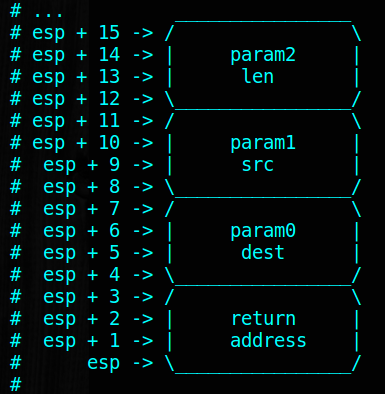 # ...           ________________
# esp + 15 -> /                \
# esp + 14 -> |     param2     |
# esp + 13 -> |      len       |
# esp + 12 -> \________________/
# esp + 11 -> /                \
# esp + 10 -> |     param1     |
#  esp + 9 -> |      src       |
#  esp + 8 -> \________________/
#  esp + 7 -> /                \
#  esp + 6 -> |     param0     |
#  esp + 5 -> |      dest      |
#  esp + 4 -> \________________/
#  esp + 3 -> /                \
#  esp + 2 -> |     return     |
#  esp + 1 -> |     address    |
#      esp -> \________________/
#